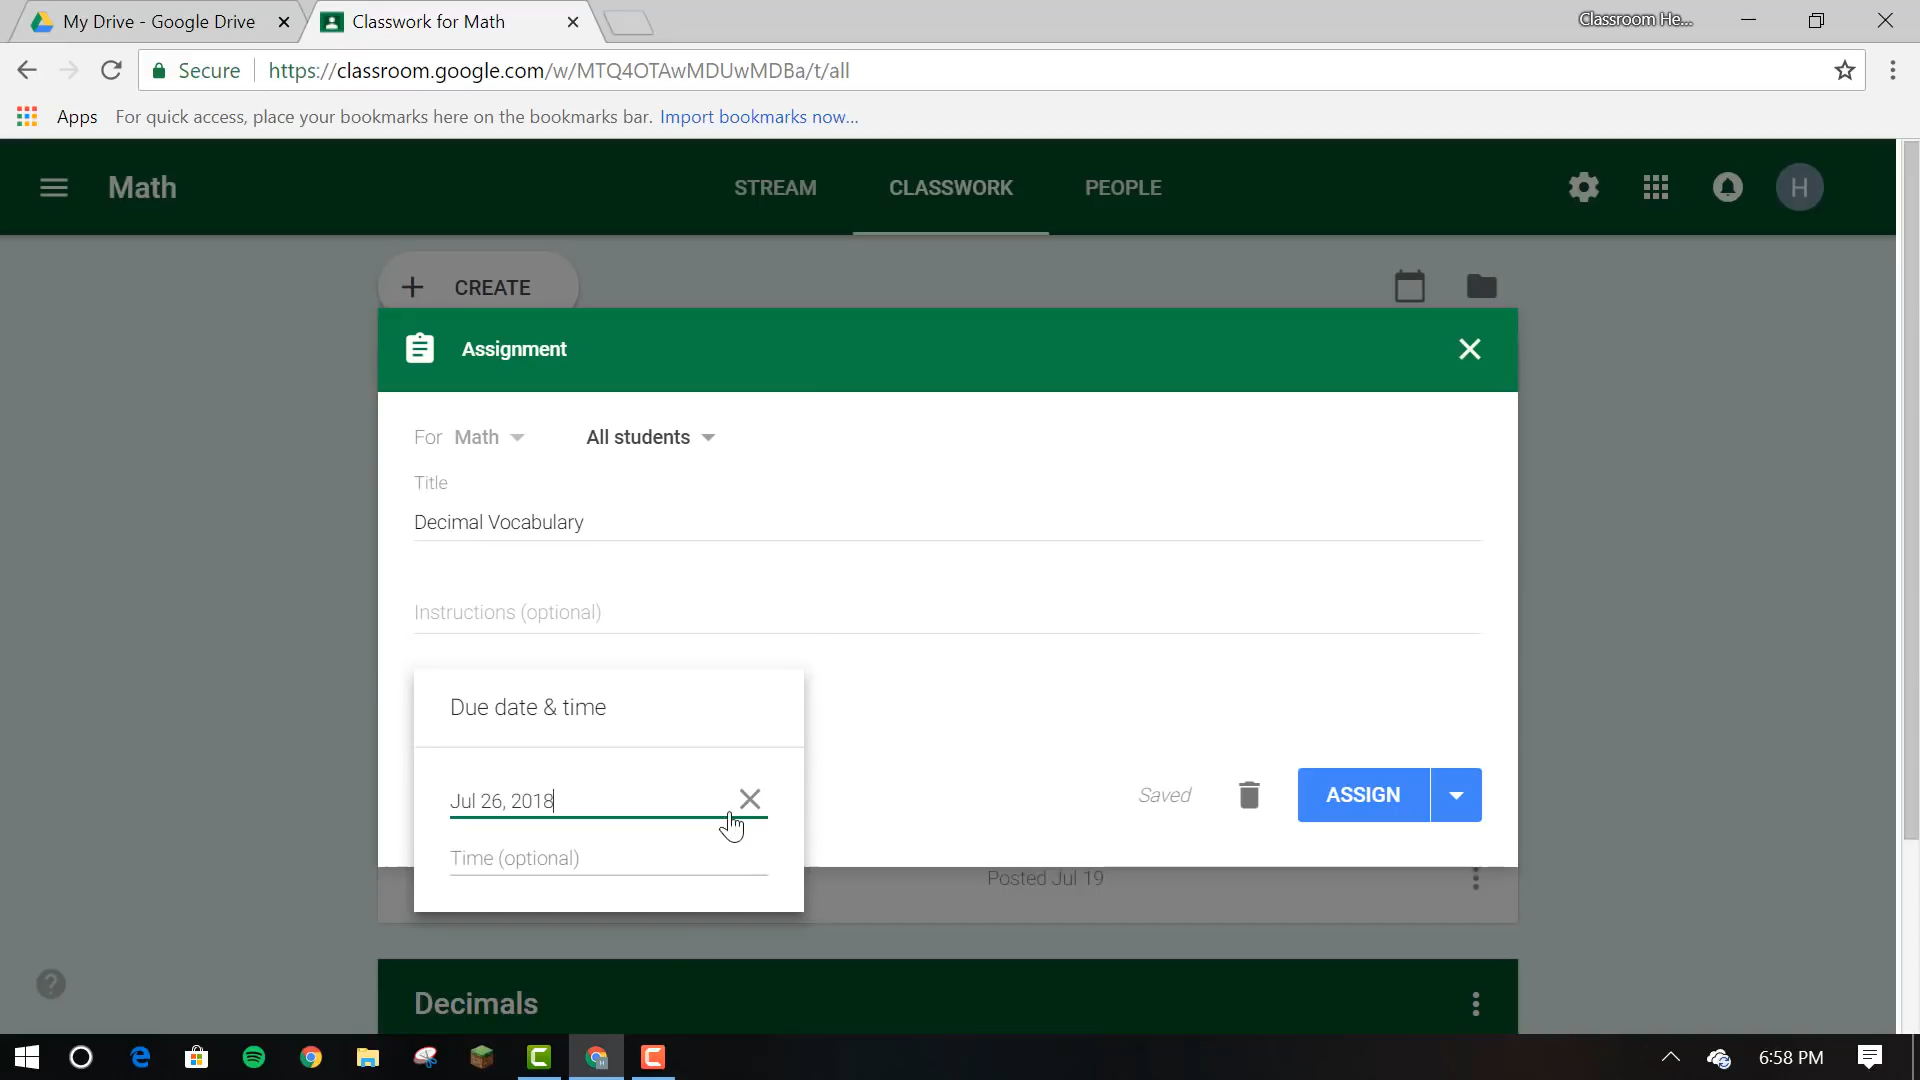 My Drive - Google Drive
Classwork for Math
Classroom He...
Secure
https://classroom.google.com/w/MTQ4OTAwMDUwMDBa/t/all
Apps
For quick access, place your bookmarks here on the bookmarks bar. Import bookmarks now...
Math
STREAM
CLASSWORK
PEOPLE
H
CREATE
Assignment
For Math
All students
Title
Decimal Vocabulary
Instructions (optional)
Due date & time
Jul 26, 2018
Time (optional)
Saved
ASSIGN
Posted Jul 19
Decimals
6:58 PM